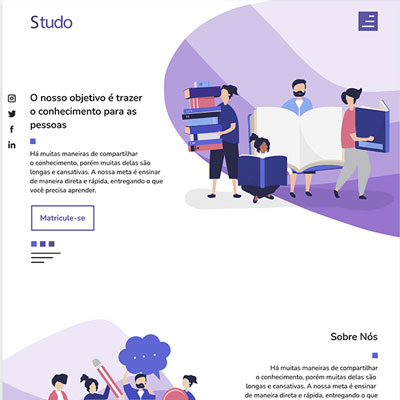 Studo
O nosso objetivo é trazer
o conhecimento para as
pessoas
Há muitas maneiras de compartilhar
o conhecimento, porém muitas delas são
longas e cansativas. A nossa meta é ensinar
de maneira direta e rápida, entregando o que
você precisa aprender.
Matricule-se
Sobre Nós
Há muitas maneiras de compartilhar
o conhecimento, porém muitas delas são
longas e cansativas. A nossa meta é ensinar
de maneira direta e rápida, entregando o que